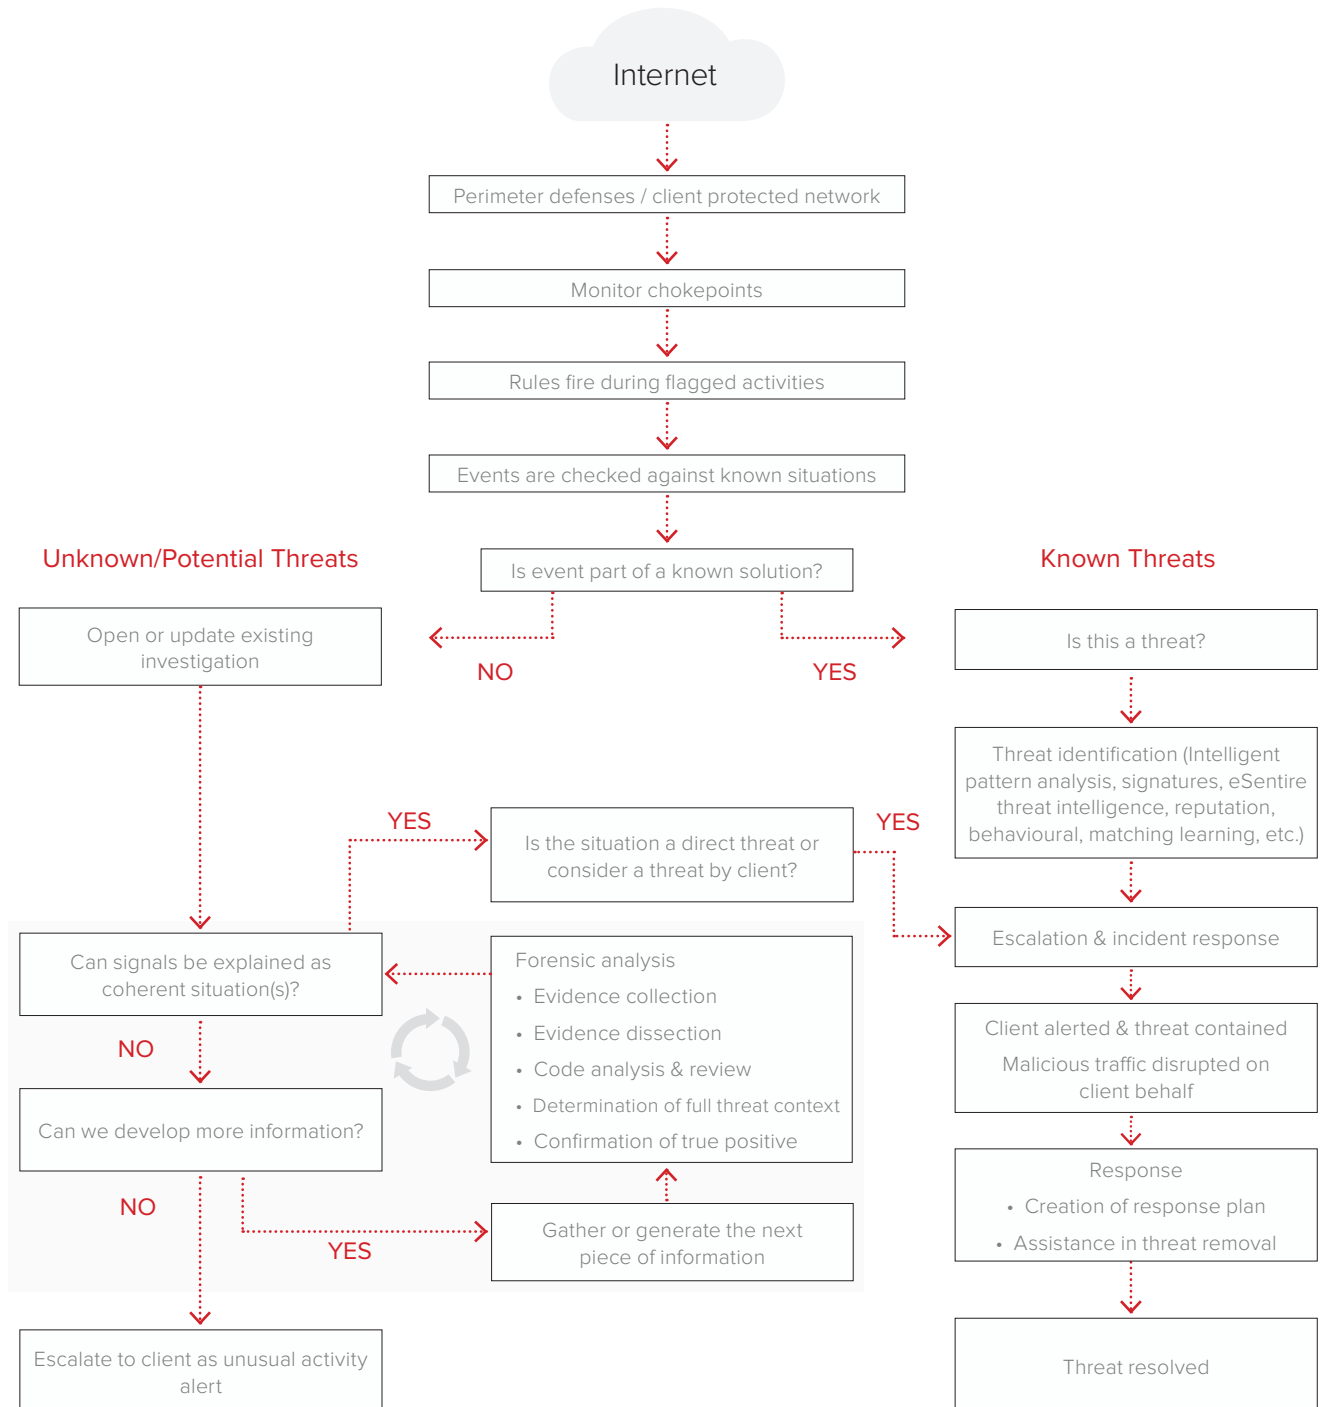 Internet
Perimeter defenses / client protected network
Monitor chokepoints
Rules fire during flagged activities
Events are checked against known situations
Unknown/Potential Threats
Is event part of a known solution?
Known Threats
Open or update existing
investigation
NO
YES
Is this a threat?
Threat identification (Intelligent
pattern analysis, signatures, eSentire
threat intelligence, reputation,
behavioural, matching learning, etc.)
YES
Is the situation a direct threat or
consider a threat by client?
YES
Can signals be explained as
coherent situation(s)?
Forensic analysis
• Evidence collection
• Evidence dissection
• Code analysis & review
• Determination of full threat context
• Confirmation of true positive
Escalation & incident response
NO
Client alerted & threat contained
Malicious traffic disrupted on
client behalf
Can we develop more information?
NO
YES
Gather or generate the next
piece of information
Response
• Creation of response plan
• Assistance in threat removal
Escalate to client as unusual activity
alert
Threat resolved